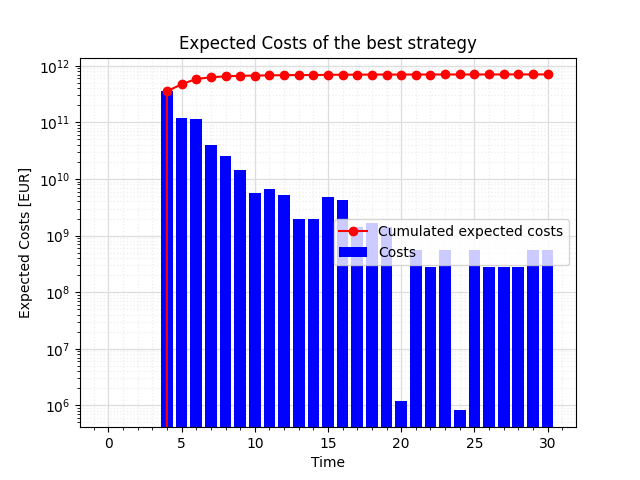 Expected Costs of the best strategy
Expected Costs [EUR]
10¹²
10¹¹
10¹⁰
10⁹
10⁸
10⁷
10⁶
Cumulated expected costs
Costs
0 5 10 15 20 25 30
Time